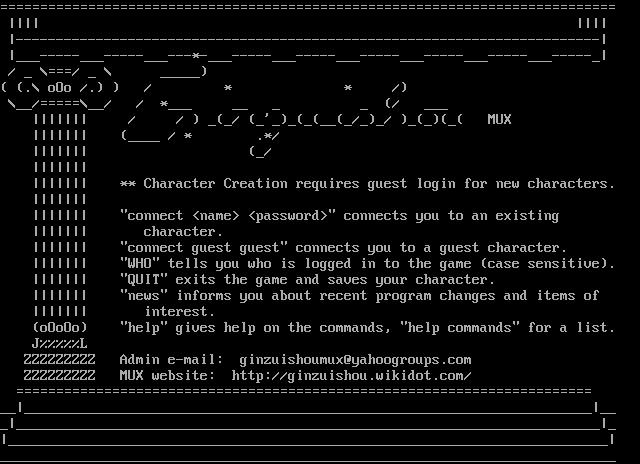 MUX
** Character Creation requires guest login for new characters.
"connect <name> <password>" connects you to an existing
character.
"connect guest guest" connects you to a guest character.
"WHO" tells you who is logged in to the game (case sensitive).
"QUIT" exits the game and saves your character.
"news" informs you about recent program changes and items of
interest.
"help" gives help on the commands, "help commands" for a list.
Admin e-mail: ginzuishoumux@yahoogroups.com
MUX website: http://ginzuishou.wikidot.com/